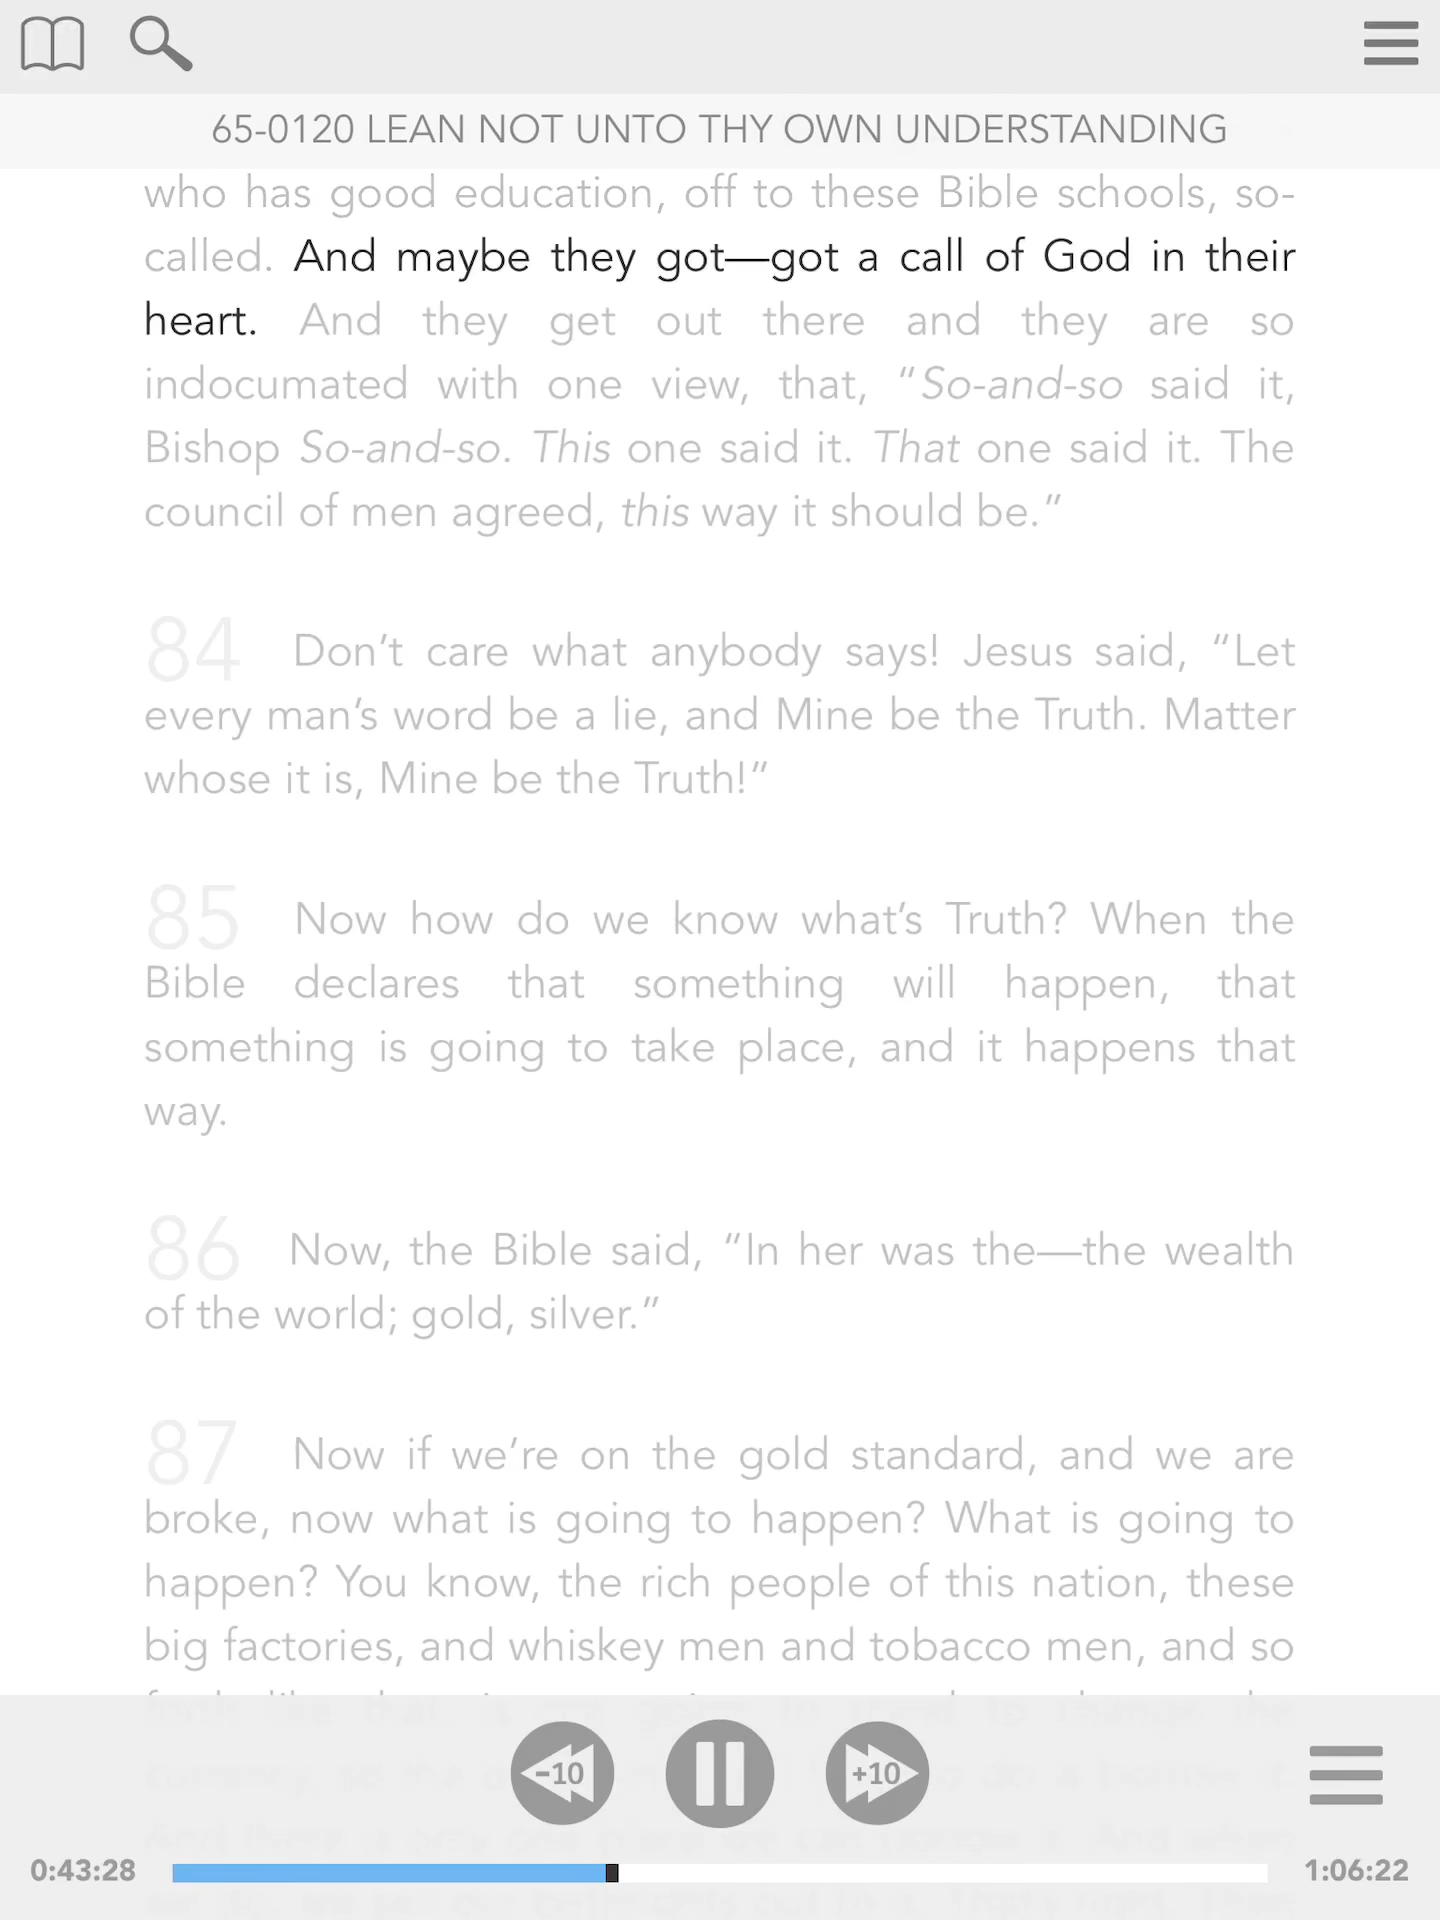 65-0120 LEAN NOT UNTO THY OWN UNDERSTANDING
who has good education, off to these Bible schools, so-
called. And maybe they got—got a call of God in their
heart. And they get out there and they are so
indocumated with one view, that, “So-and-so said it,
Bishop So-and-so. This one said it. That one said it. The
council of men agreed, this way it should be.”
84 Don’t care what anybody says! Jesus said, “Let
every man’s word be a lie, and Mine be the Truth. Matter
whose it is, Mine be the Truth!”
85 Now how do we know what’s Truth? When the
Bible declares that something will happen, that
something is going to take place, and it happens that
way.
86 Now, the Bible said, “In her was the—the wealth
of the world; gold, silver.”
87 Now if we’re on the gold standard, and we are
broke, now what is going to happen? What is going to
happen? You know, the rich people of this nation, these
big factories, and whiskey men and tobacco men, and so
-10 +10
0:43:28 1:06:22